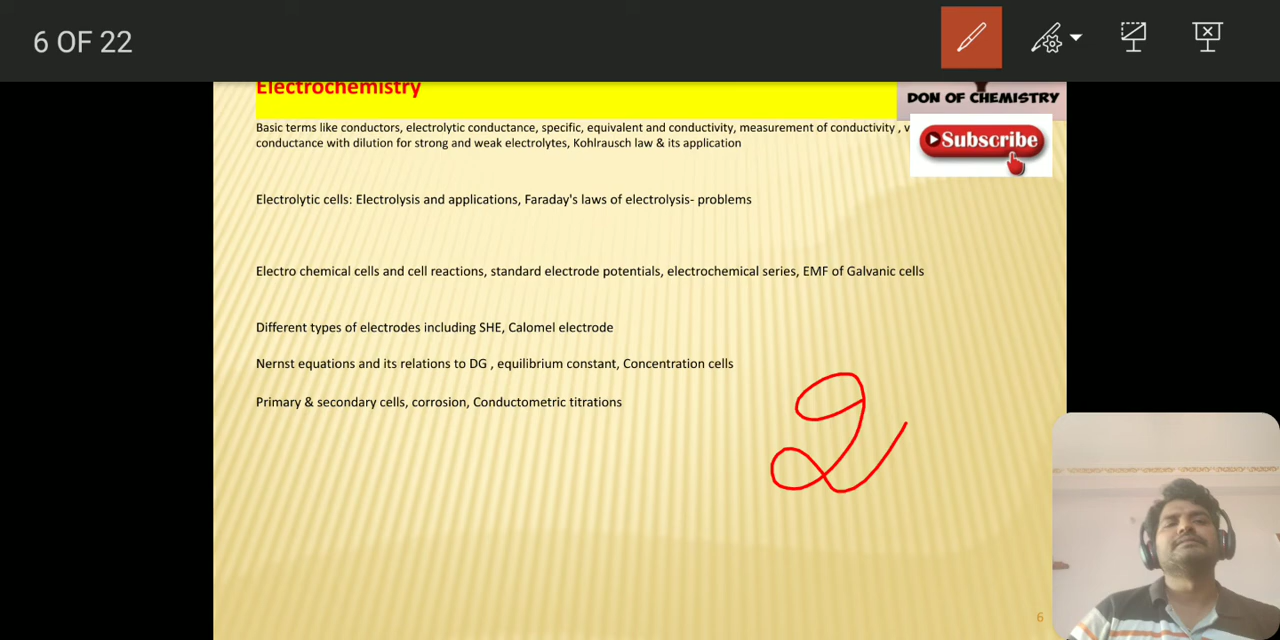 6 OF 22
Electrochemistry
DON OF CHEMISTRY
Basic terms like conductors, electrolytic conductance, specific, equivalent and conductivity, measurement of conductivity ,
conductance with dilution for strong and weak electrolytes, Kohlrausch law & its application
Subscribe
Electrolytic cells: Electrolysis and applications, Faraday's laws of electrolysis- problems
Electro chemical cells and cell reactions, standard electrode potentials, electrochemical series, EMF of Galvanic cells
Different types of electrodes including SHE, Calomel electrode
Nernst equations and its relations to DG , equilibrium constant, Concentration cells
Primary & secondary cells, corrosion, Conductometric titrations
6